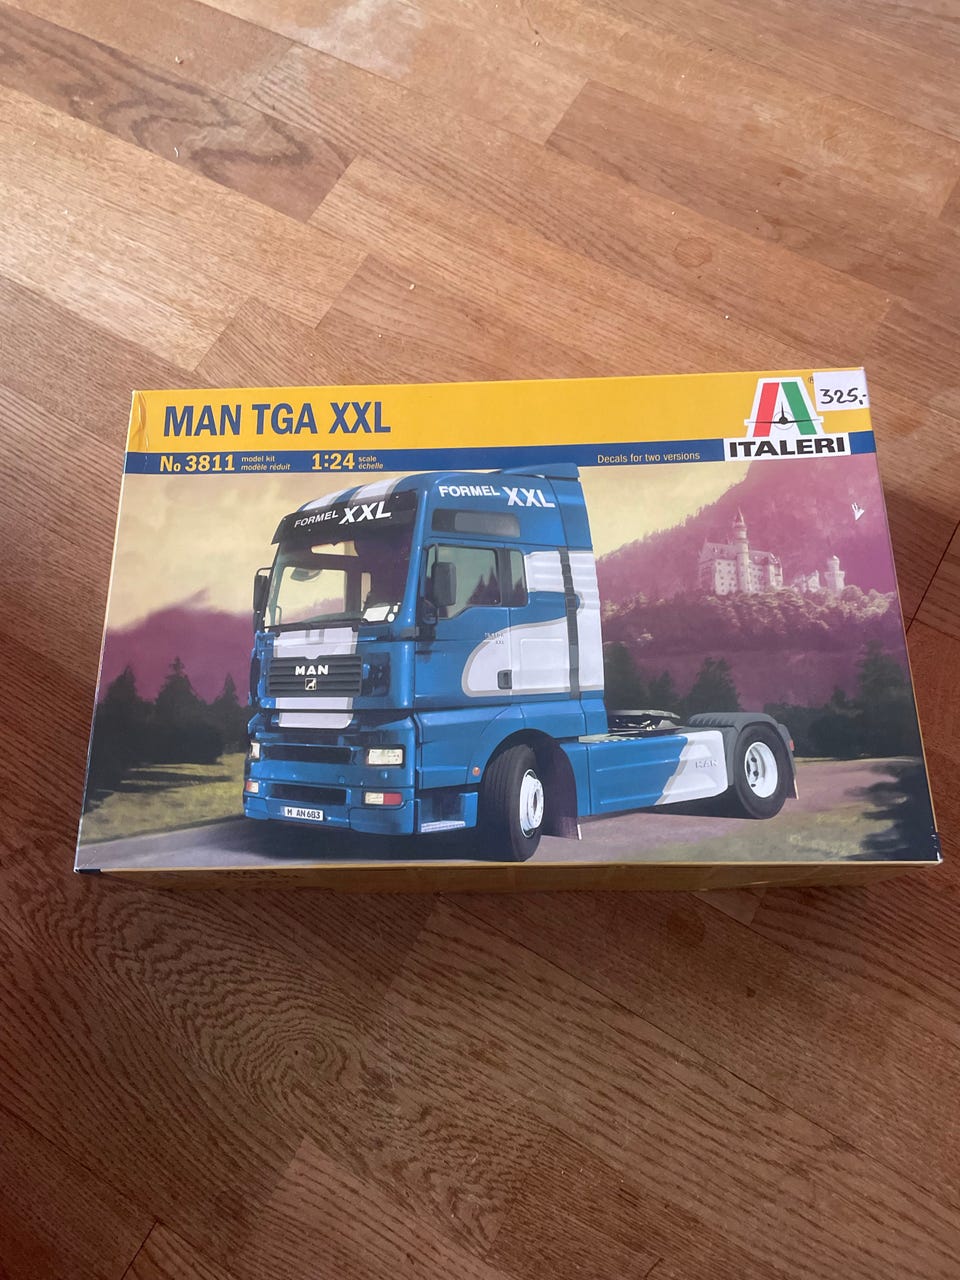 MAN TGA XXL
325,-
ITALERI
No 3811 model kit modèle réduit 1:24 scale échelle
Decals for two versions
FORMEL XXL
FORMEL XXL
MAN
MAN
M AN 683